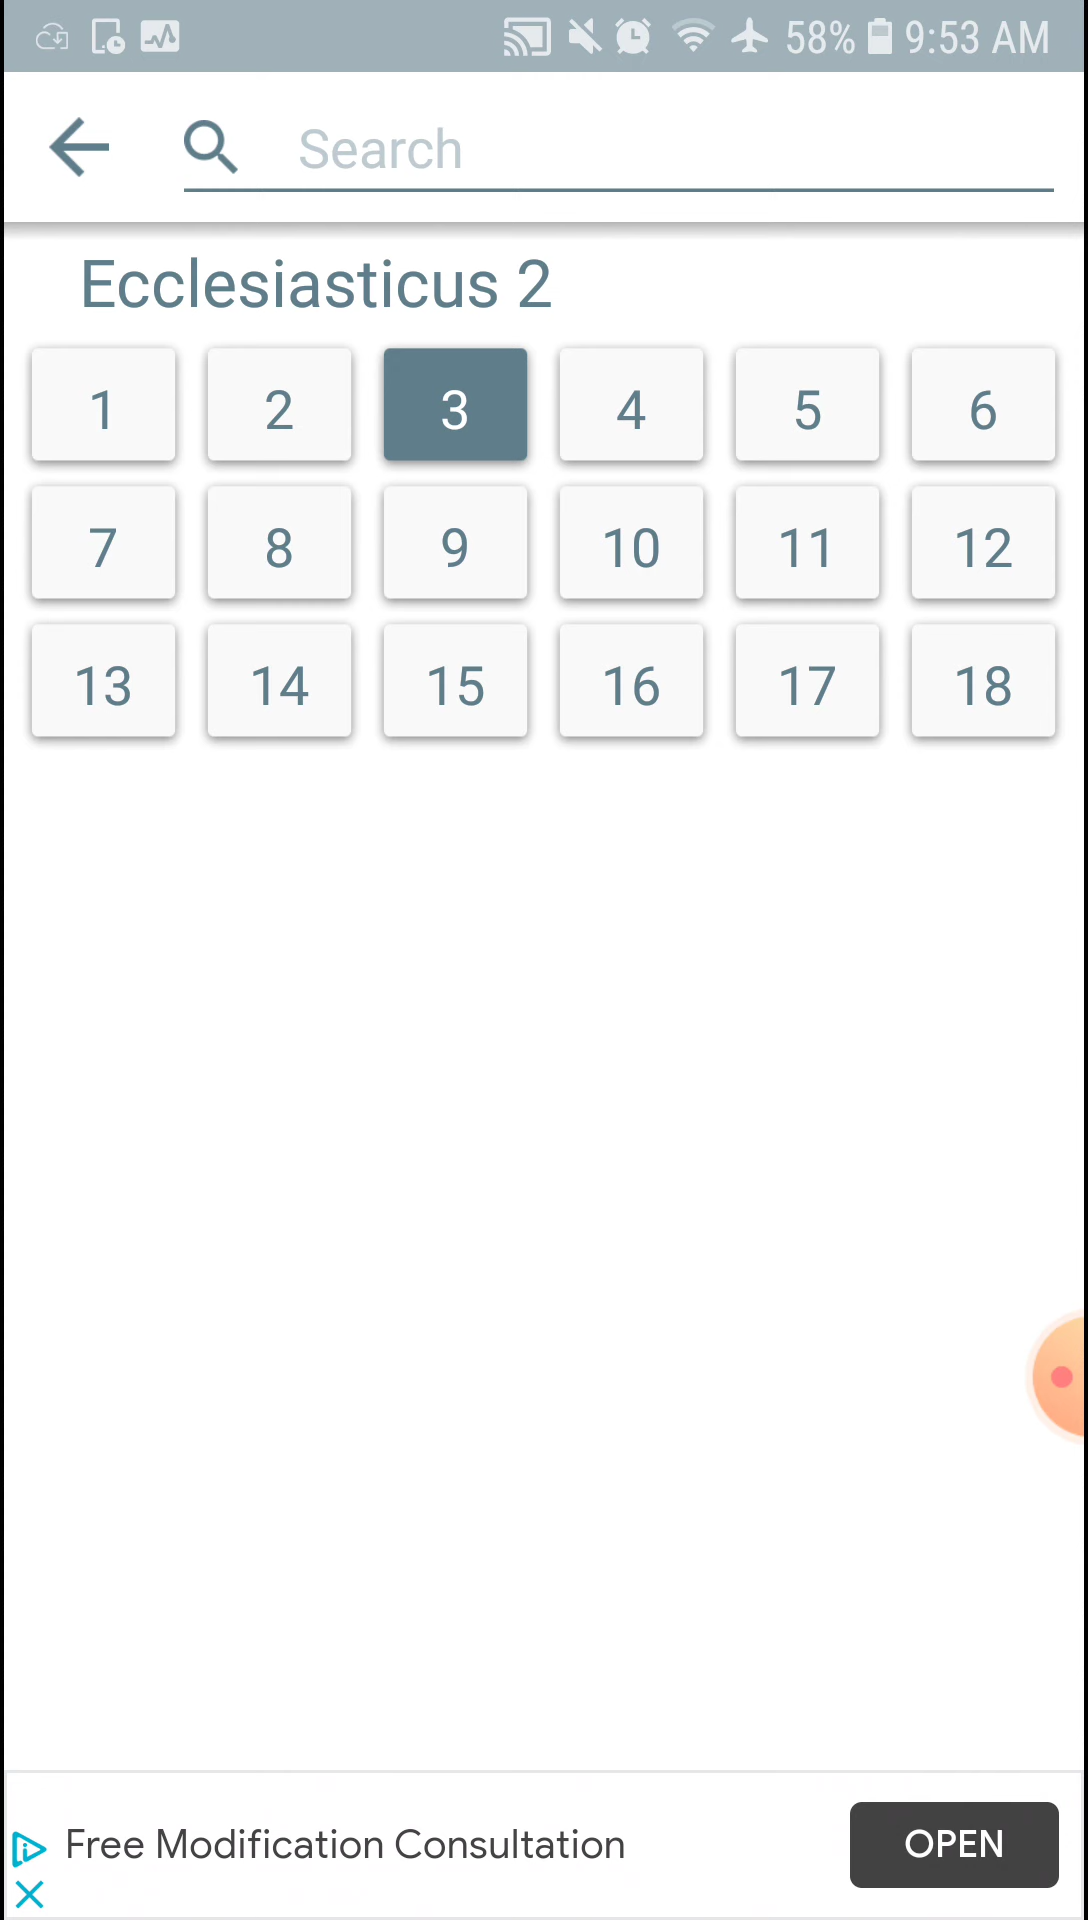 58% 9:53 AM
Search
Ecclesiasticus 2
1 2 3 4 5 6
7 8 9 10 11 12
13 14 15 16 17 18
Free Modification Consultation
OPEN